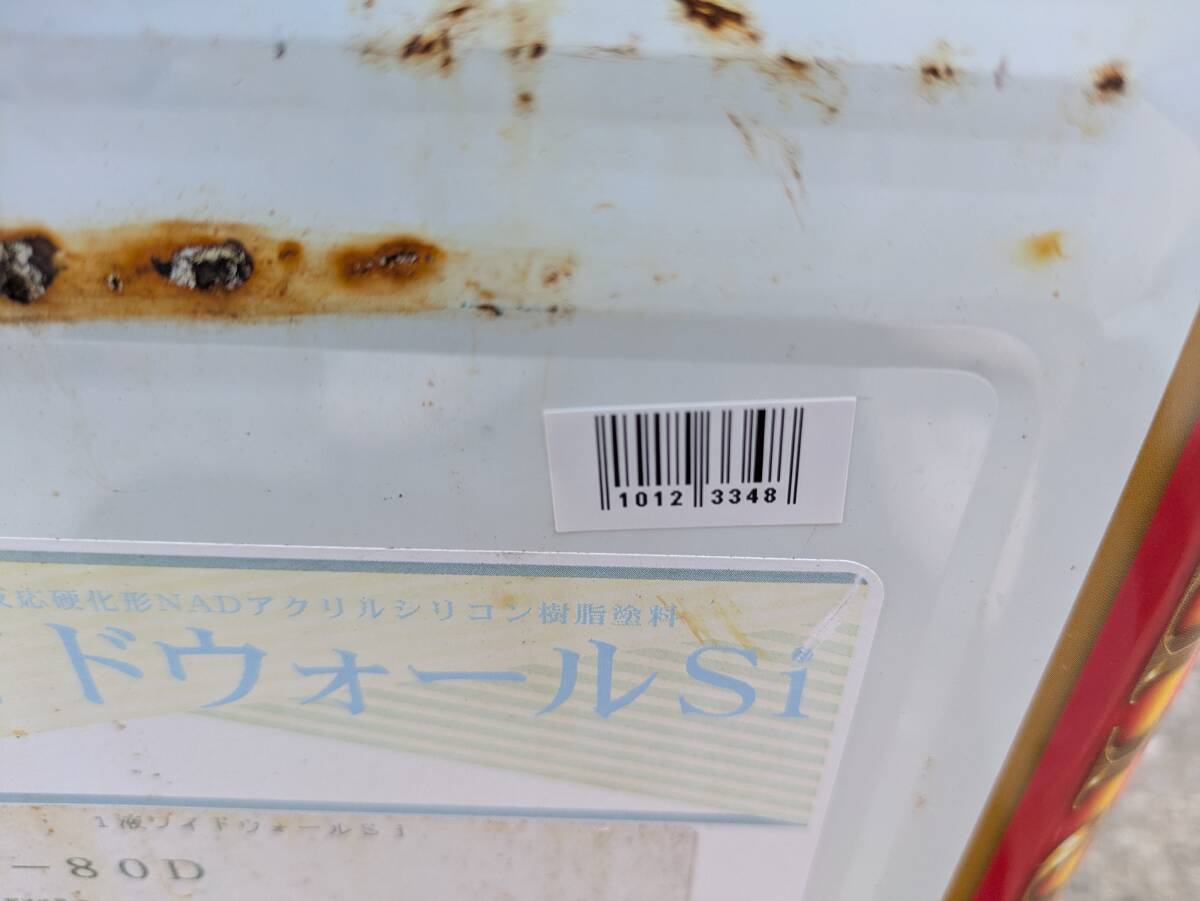 1012 3348
反応硬化形NADアクリルシリコン樹脂塗料
ドウォールSi
1液ワイドウォールSi
－80D